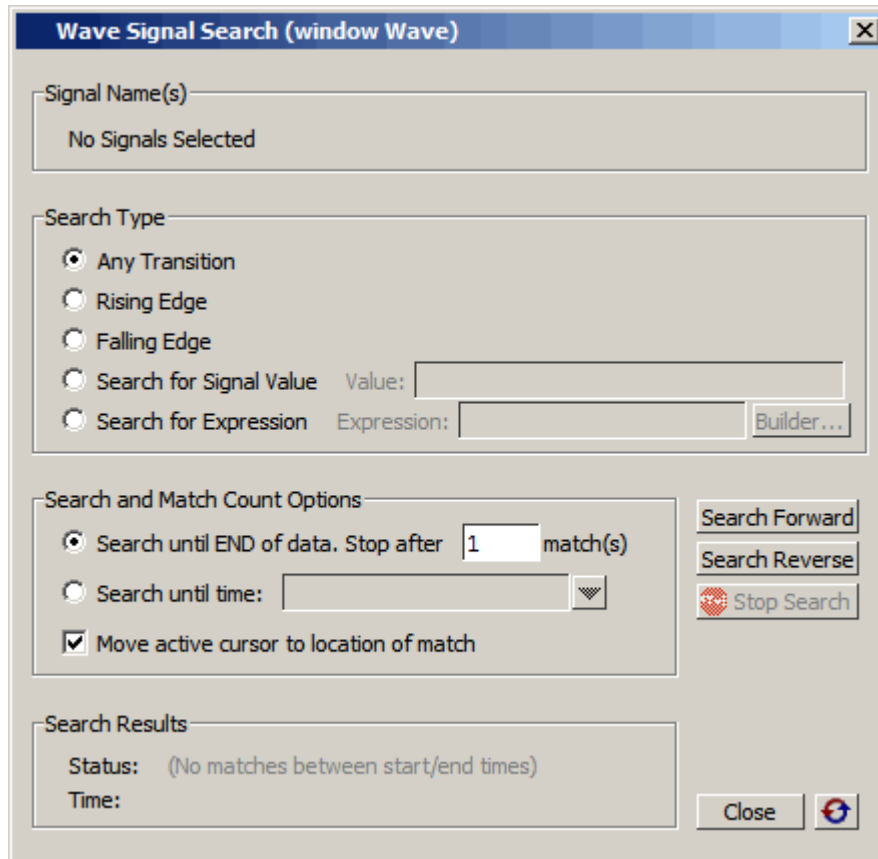 Wave Signal Search (window Wave)
Signal Name(s)
No Signals Selected
Search Type
Any Transition
Rising Edge
Falling Edge
Search for Signal Value Value:
Search for Expression Expression: Builder...
Search and Match Count Options
Search until END of data. Stop after 1 match(s)
Search until time:
Move active cursor to location of match
Search Forward
Search Reverse
Stop Search
Search Results
Status: (No matches between start/end times)
Time:
Close